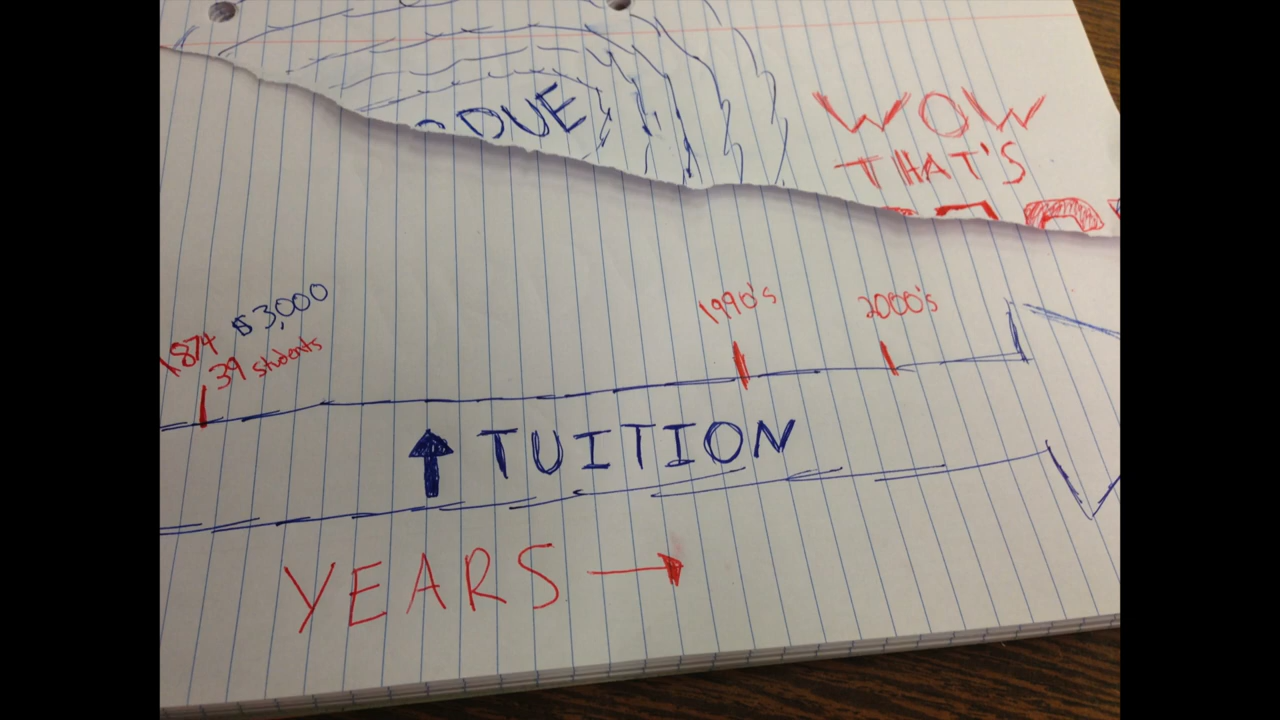 DUE
WOW
THAT'S
1874 $3,000
39 students
1990's
2000's
↑ TUITION
YEARS →